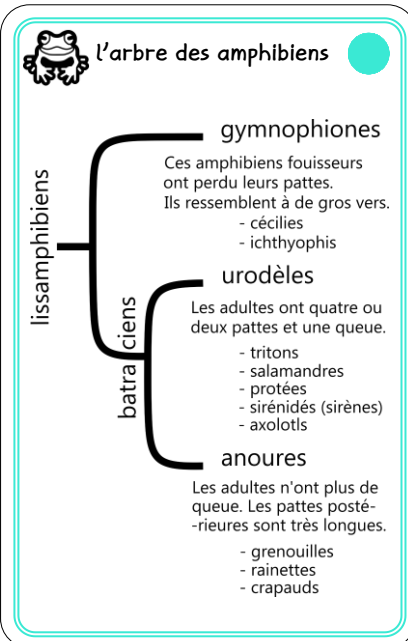 l'arbre des amphibiens
gymnophiones
Ces amphibiens fouisseurs
ont perdu leurs pattes.
Ils ressemblent à de gros vers.
- cécilies
- ichthyophis
lissamphibiens
urodèles
Les adultes ont quatre ou
deux pattes et une queue.
- tritons
- salamandres
- protées
- sirénidés (sirènes)
- axolotls
batra ciens
anoures
Les adultes n'ont plus de
queue. Les pattes posté-
-rieures sont très longues.
- grenouilles
- rainettes
- crapauds